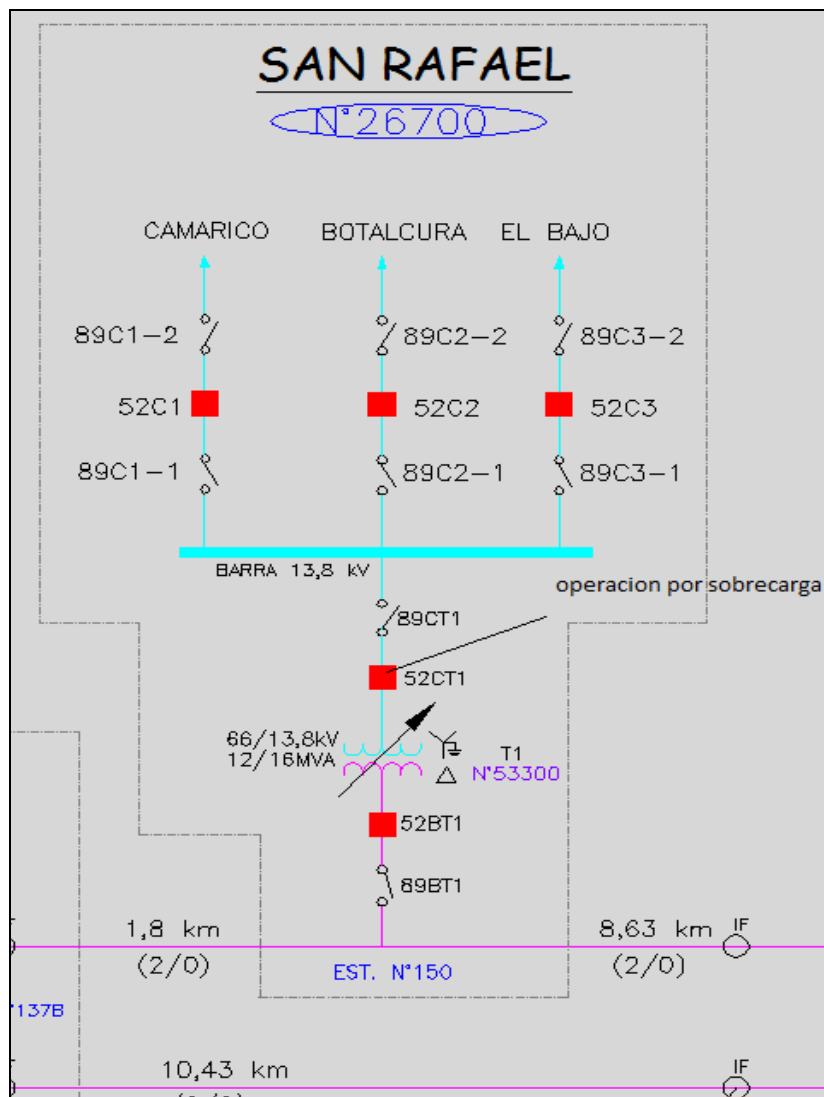 SAN RAFAEL
N°26700
CAMARICO BOTALCURA EL BAJO
89C1-2 89C2-2 89C3-2
52C1 52C2 52C3
89C1-1 89C2-1 89C3-1
BARRA 13,8 kV
operacion por sobrecarga
89CT1
52CT1
66/13,8kV
12/16MVA
T1
N°53300
52BT1
89BT1
1,8 km 8,63 km IF
(2/0) (2/0)
EST. N°150
°137B
10,43 km IF